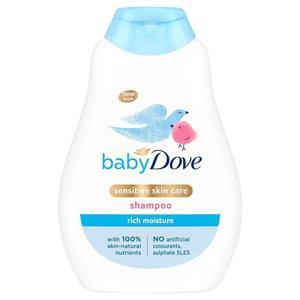 new
look
baby Dove
sensitive skin care
shampoo
rich moisture
with 100%
skin-natural
nutrients
NO artificial
colourants,
sulphate SLES